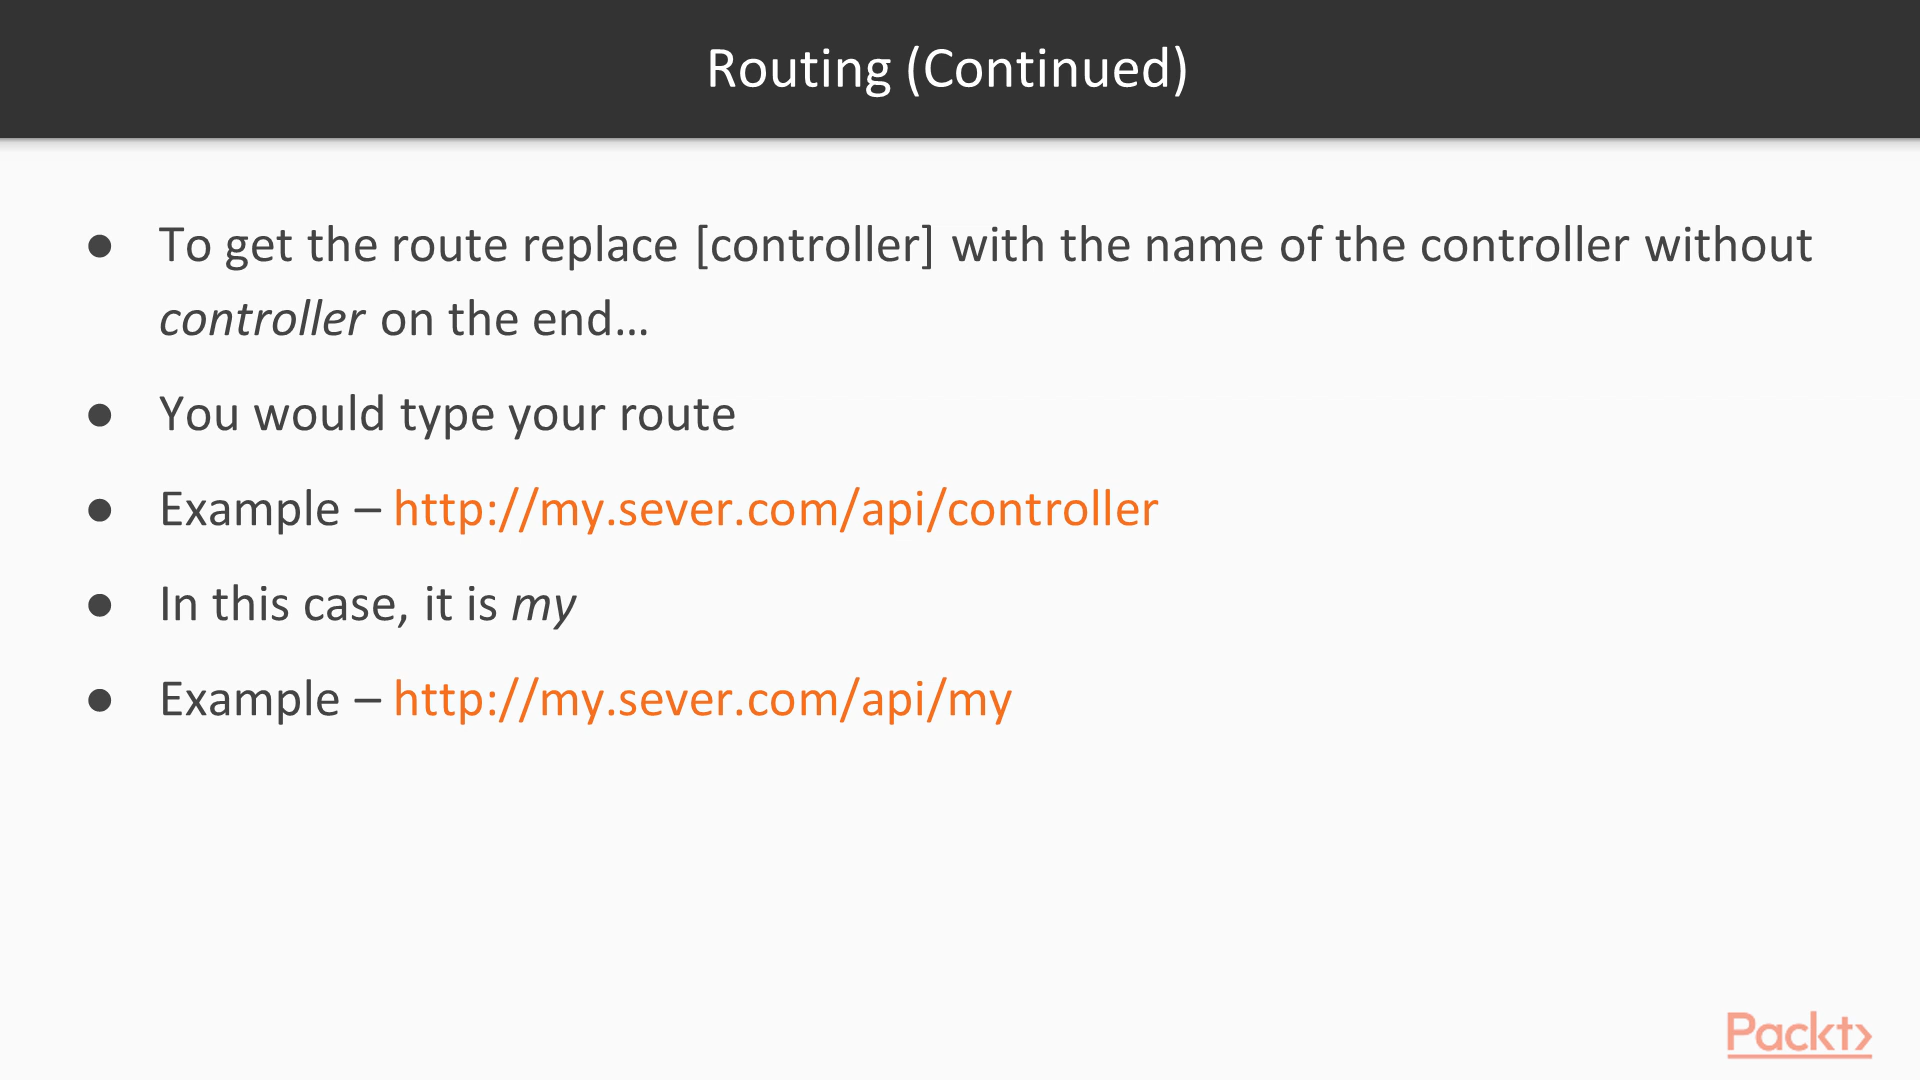 Routing (Continued)
● To get the route replace [controller] with the name of the controller without
controller on the end...
● You would type your route
● Example – http://my.sever.com/api/controller
● In this case, it is my
● Example – http://my.sever.com/api/my
Packt>